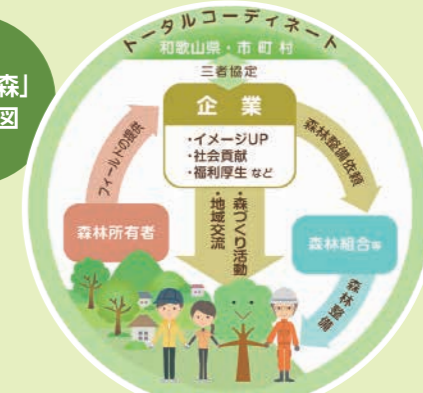 森」
図
トータルコーディネート
和歌山県・市町村
三者協定
企業
・イメージUP
・社会貢献
・福利厚生 など
フィールドの提供
森林整備依頼
森林所有者
・森づくり活動
・地域交流
森林組合等
森林整備